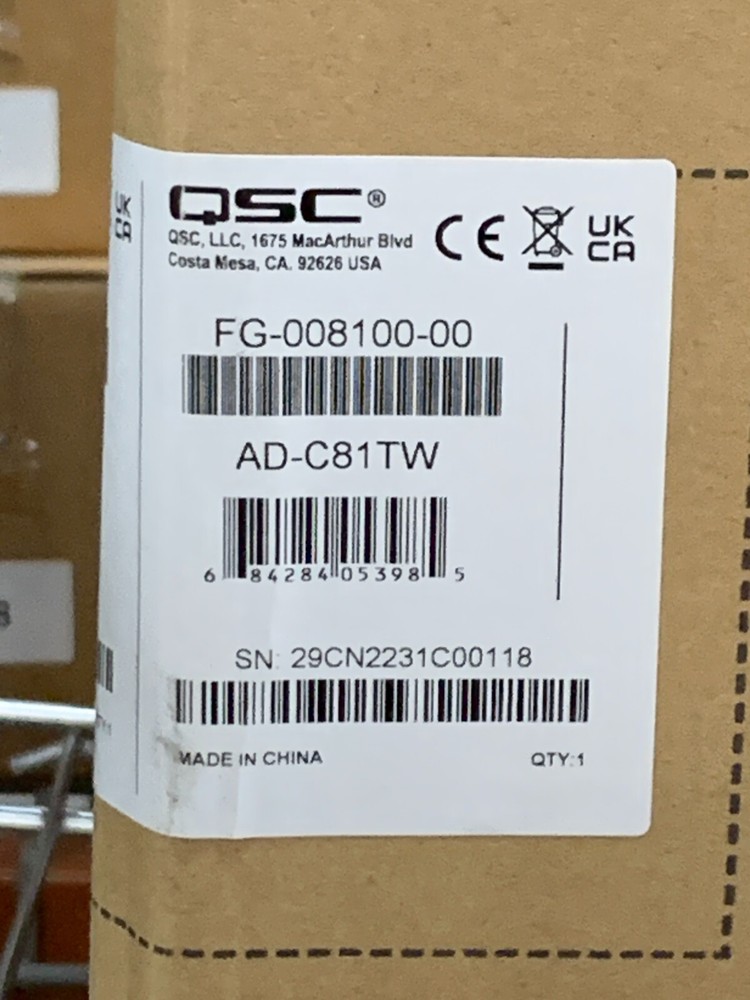 QSC®
QSC, LLC, 1675 MacArthur Blvd
Costa Mesa, CA. 92626 USA
CE
UK
CA
UK
CA
FG-008100-00
AD-C81TW
6 84284 05398 5
SN: 29CN2231C00118
MADE IN CHINA
QTY:1